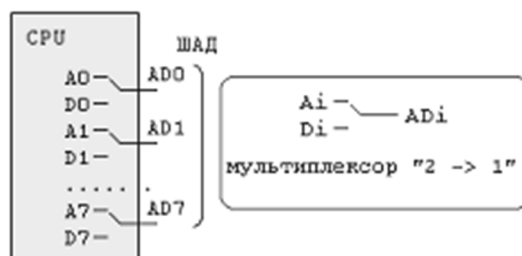 CPU
ШАД
A0 AD0
D0
A1 AD1
D1
......
A7 AD7
D7
Ai
Di
ADi
мультиплексор "2 -> 1"